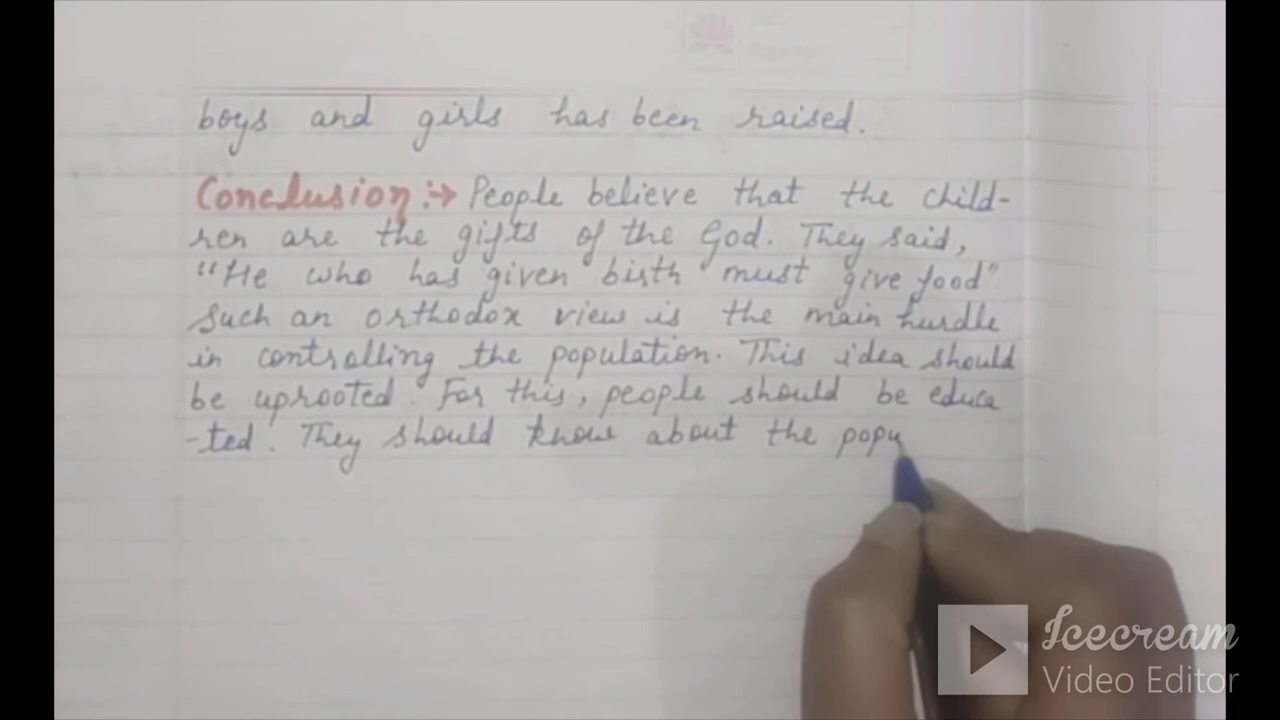 boys and girls has been raised.
Conclusion :→ People believe that the child-
ren are the gifts of the God. They said,
"He who has given birth must give food"
Such an orthodox view is the main hurdle
in controlling the population. This idea should
be uprooted. For this, people should be educa
-ted. They should know about the popu
Icecream
Video Editor